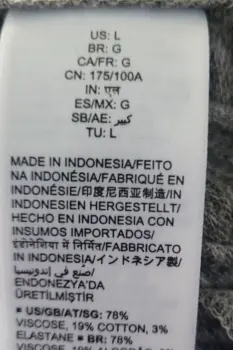 US: L
BR: G
CA/FR: G
CN: 175/100A
IN: एल
ES/MX: G
SB/AE: كبير
TU: L
MADE IN INDONESIA/FEITO
NA INDONÉSIA/FABRIQUÉ EN
INDONÉSIE/印度尼西亚制造/IN
INDONESIEN HERGESTELLT/
HECHO EN INDONESIA CON
INSUMOS IMPORTADOS/
इंडोनेशिया में निर्मित/FABBRICATO
IN INDONESIA/インドネシア製/
صنع في إندونيسيا/
ENDONEZYA'DA
ÜRETİLMİŞTİR
★ US/GB/AT/SG: 78%
VISCOSE, 19% COTTON, 3%
ELASTANE ★ BR: 78%